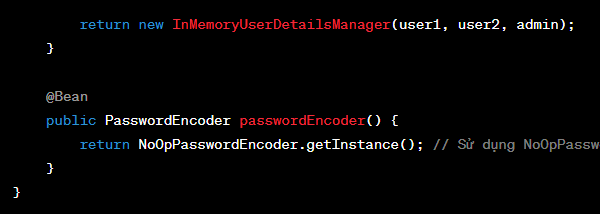 return new InMemoryUserDetailsManager(user1, user2, admin);
}
@Bean
public PasswordEncoder passwordEncoder() {
return NoOpPasswordEncoder.getInstance(); // Sử dụng NoOpPassw
}
}